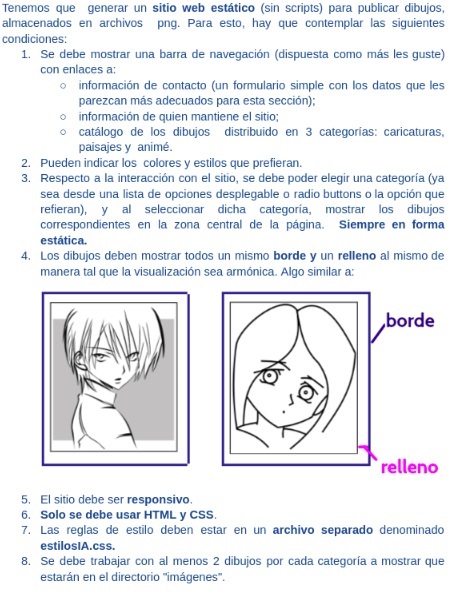 Tenemos que generar un sitio web estático (sin scripts) para publicar dibujos,
almacenados en archivos png. Para esto, hay que contemplar las siguientes
condiciones:
1. Se debe mostrar una barra de navegación (dispuesta como más les guste)
con enlaces a:
○ información de contacto (un formulario simple con los datos que les
parezcan más adecuados para esta sección);
○ información de quien mantiene el sitio;
○ catálogo de los dibujos distribuido en 3 categorías: caricaturas,
paisajes y animé.
2. Pueden indicar los colores y estilos que prefieran.
3. Respecto a la interacción con el sitio, se debe poder elegir una categoría (ya
sea desde una lista de opciones desplegable o radio buttons o la opción que
refieran), y al seleccionar dicha categoría, mostrar los dibujos
correspondientes en la zona central de la página. Siempre en forma
estática.
4. Los dibujos deben mostrar todos un mismo borde y un relleno al mismo de
manera tal que la visualización sea armónica. Algo similar a:
borde
relleno
5. El sitio debe ser responsivo.
6. Solo se debe usar HTML y CSS.
7. Las reglas de estilo deben estar en un archivo separado denominado
estilosIA.css.
8. Se debe trabajar con al menos 2 dibujos por cada categoría a mostrar que
estarán en el directorio "imágenes".